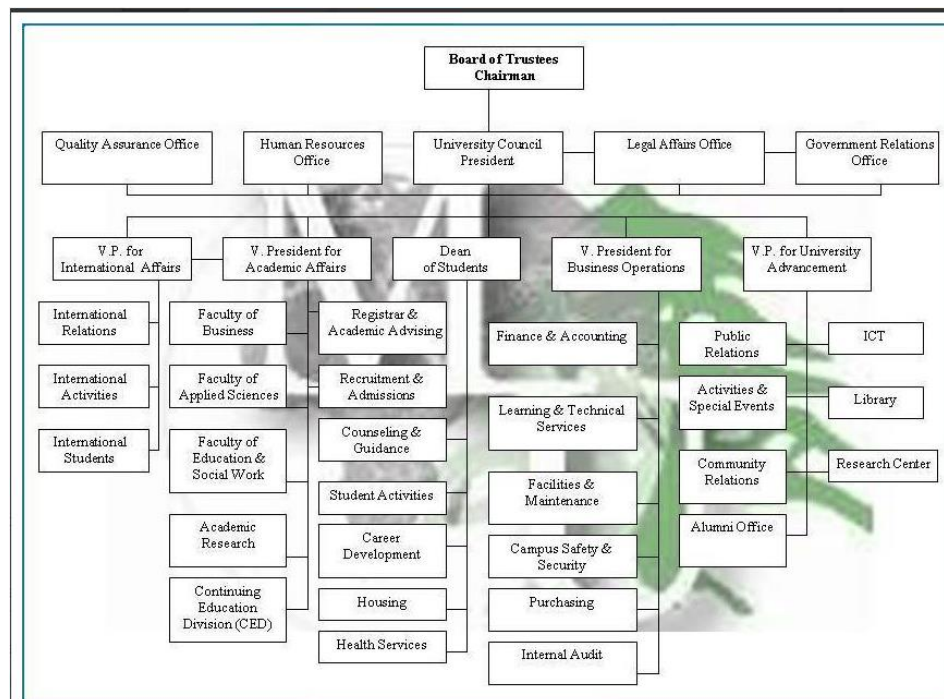 Board of Trustees
Chairman
Quality Assurance Office
Human Resources
Office
University Council
President
Legal Affairs Office
Government Relations
Office
V.P. for
International Affairs
V. President for
Academic Affairs
Dean
of Students
V. President for
Business Operations
V.P. for University
Advancement
International
Relations
International
Activities
International
Students
Faculty of
Business
Faculty of
Applied Sciences
Faculty of
Education &
Social Work
Academic
Research
Continuing
Education
Division (CED)
Registrar &
Academic Advising
Recruitment &
Admissions
Counseling &
Guidance
Student Activities
Career
Development
Housing
Health Services
Finance & Accounting
Learning & Technical
Services
Facilities &
Maintenance
Campus Safety &
Security
Purchasing
Internal Audit
Public
Relations
Activities &
Special Events
Community
Relations
Alumni Office
ICT
Library
Research Center